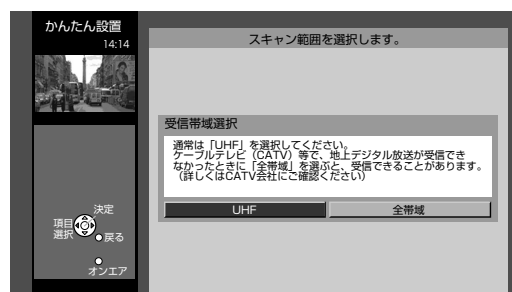 かんたん設置
14:14
スキャン範囲を選択します。
受信帯域選択
通常は「UHF」を選択してください。
ケーブルテレビ（CATV）等で、地上デジタル放送が受信でき
なかったときに「全帯域」を選ぶと、受信できることがあります。
（詳しくはCATV会社にご確認ください）
UHF
全帯域
決定
項目
選択
戻る
オンエア